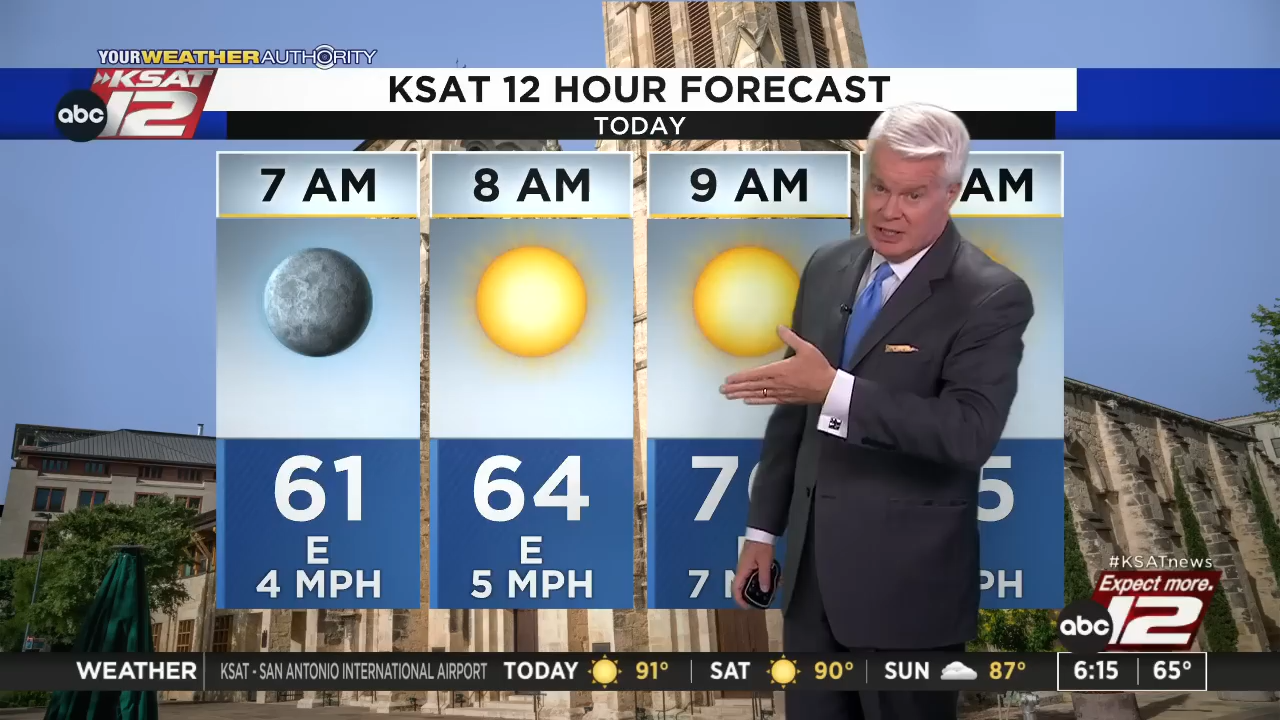 YOURWEATHERAUTHORITY
KSAT
abc 12
KSAT 12 HOUR FORECAST
TODAY
7 AM
8 AM
9 AM
AM
61
64
E
E
4 MPH
5 MPH
#KSATnews
Expect more.
abc 12
WEATHER KSAT - SAN ANTONIO INTERNATIONAL AIRPORT TODAY 91° SAT 90° SUN 87° 6:15 65°